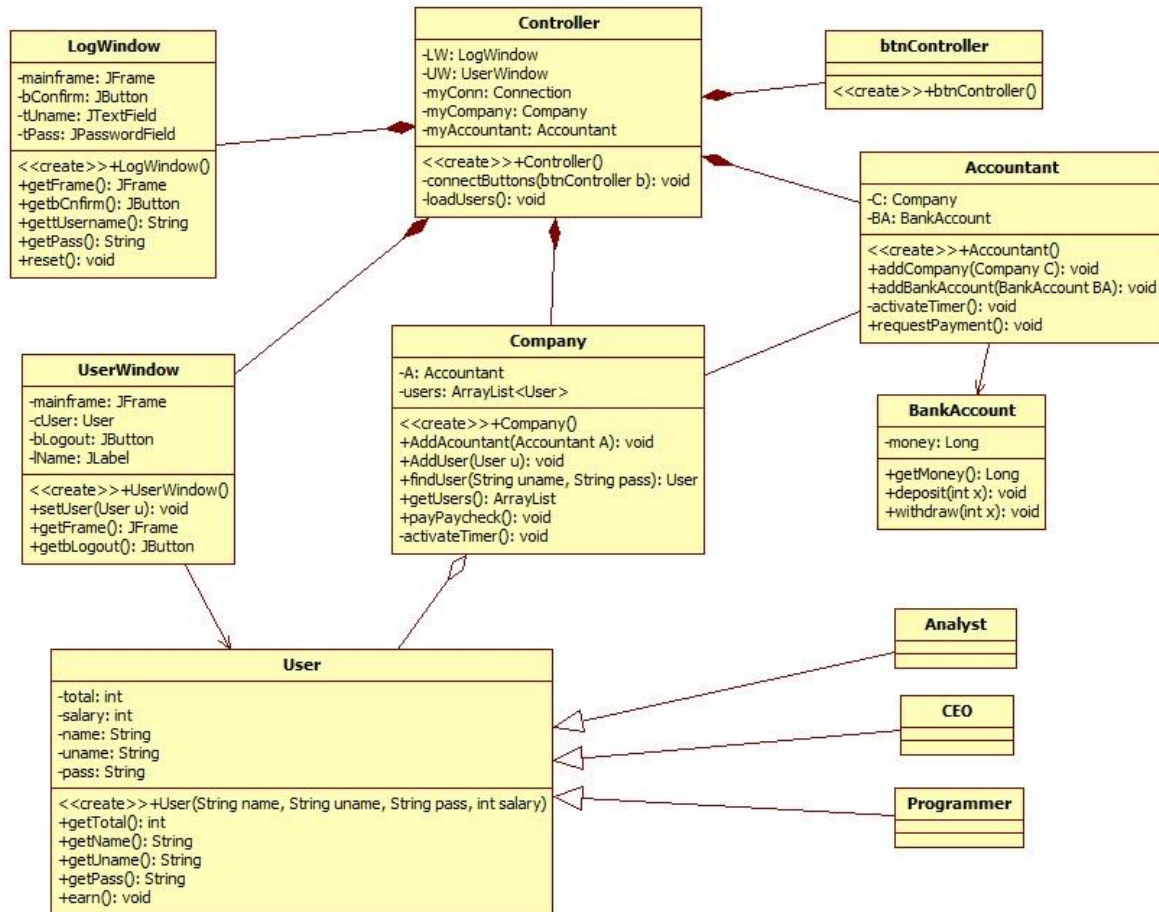 LogWindow
-mainframe: JFrame
-bConfirm: JButton
-tUname: JTextField
-tPass: JPasswordField
<<create>>+LogWindow()
+getFrame(): JFrame
+getbCnfirm(): JButton
+gettUsername(): String
+getPass(): String
+reset(): void
Controller
-LW: LogWindow
-UW: UserWindow
-myConn: Connection
-myCompany: Company
-myAccountant: Accountant
<<create>>+Controller()
-connectButtons(btnController b): void
-loadUsers(): void
btnController
<<create>>+btnController()
Accountant
-C: Company
-BA: BankAccount
<<create>>+Accountant()
+addCompany(Company C): void
+addBankAccount(BankAccount BA): void
-activateTimer(): void
+requestPayment(): void
UserWindow
-mainframe: JFrame
-cUser: User
-bLogout: JButton
-lName: JLabel
<<create>>+UserWindow()
+setUser(User u): void
+getFrame(): JFrame
+getbLogout(): JButton
Company
-A: Accountant
-users: ArrayList<User>
<<create>>+Company()
+AddAcountant(Accountant A): void
+AddUser(User u): void
+findUser(String uname, String pass): User
+getUsers(): ArrayList
+payPaycheck(): void
-activateTimer(): void
BankAccount
-money: Long
+getMoney(): Long
+deposit(int x): void
+withdraw(int x): void
User
-total: int
-salary: int
-name: String
-uname: String
-pass: String
<<create>>+User(String name, String uname, String pass, int salary)
+getTotal(): int
+getName(): String
+getUname(): String
+getPass(): String
+earn(): void
Analyst
CEO
Programmer